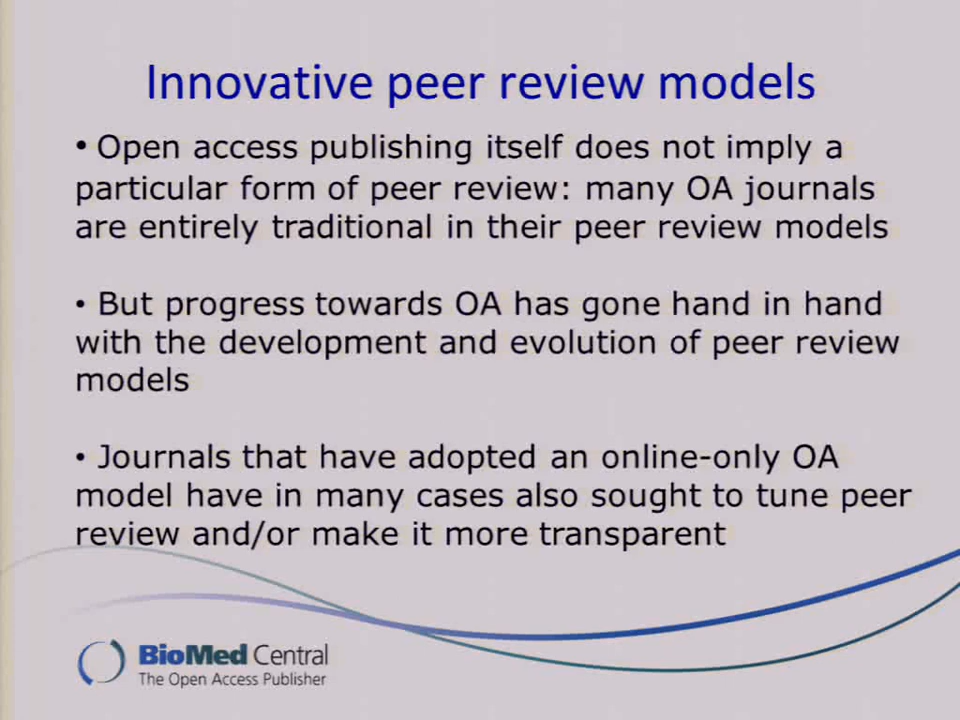 Innovative peer review models
• Open access publishing itself does not imply a
particular form of peer review: many OA journals
are entirely traditional in their peer review models
• But progress towards OA has gone hand in hand
with the development and evolution of peer review
models
• Journals that have adopted an online-only OA
model have in many cases also sought to tune peer
review and/or make it more transparent
BioMed Central
The Open Access Publisher